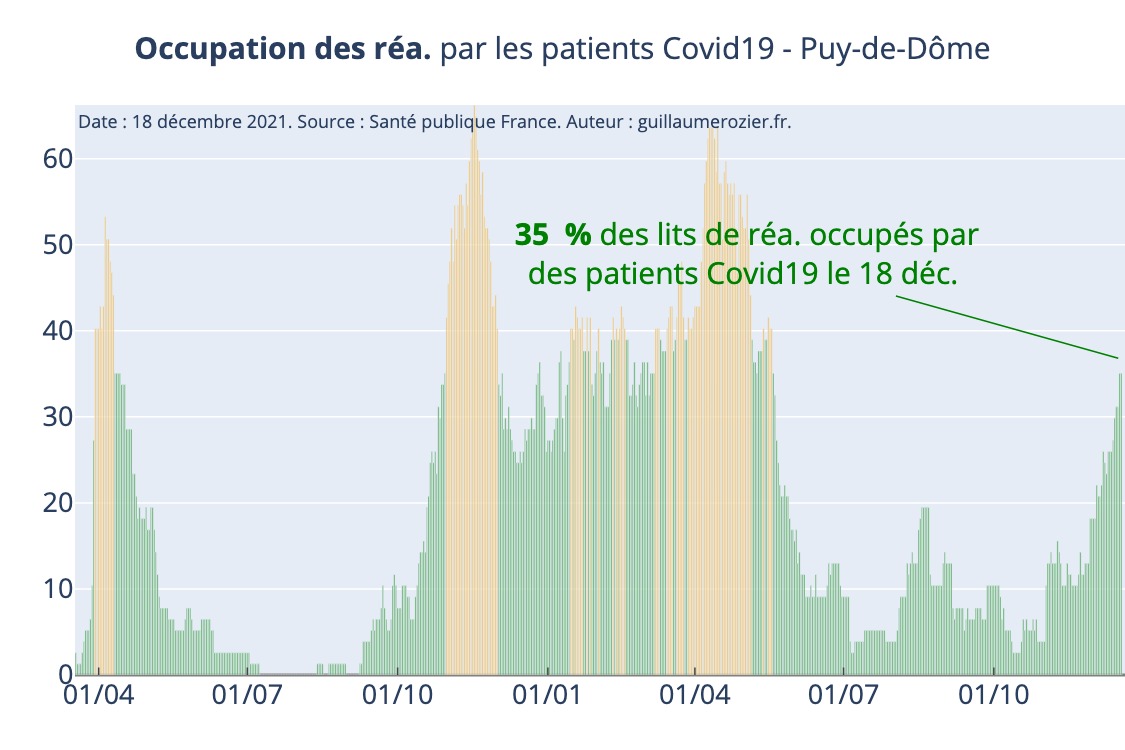 Occupation des réa. par les patients Covid19 - Puy-de-Dôme
Date : 18 décembre 2021. Source : Santé publique France. Auteur : guillaumerozier.fr.
60
50
40
30
20
10
0
35 % des lits de réa. occupés par
des patients Covid19 le 18 déc.
01/04 01/07 01/10 01/01 01/04 01/07 01/10